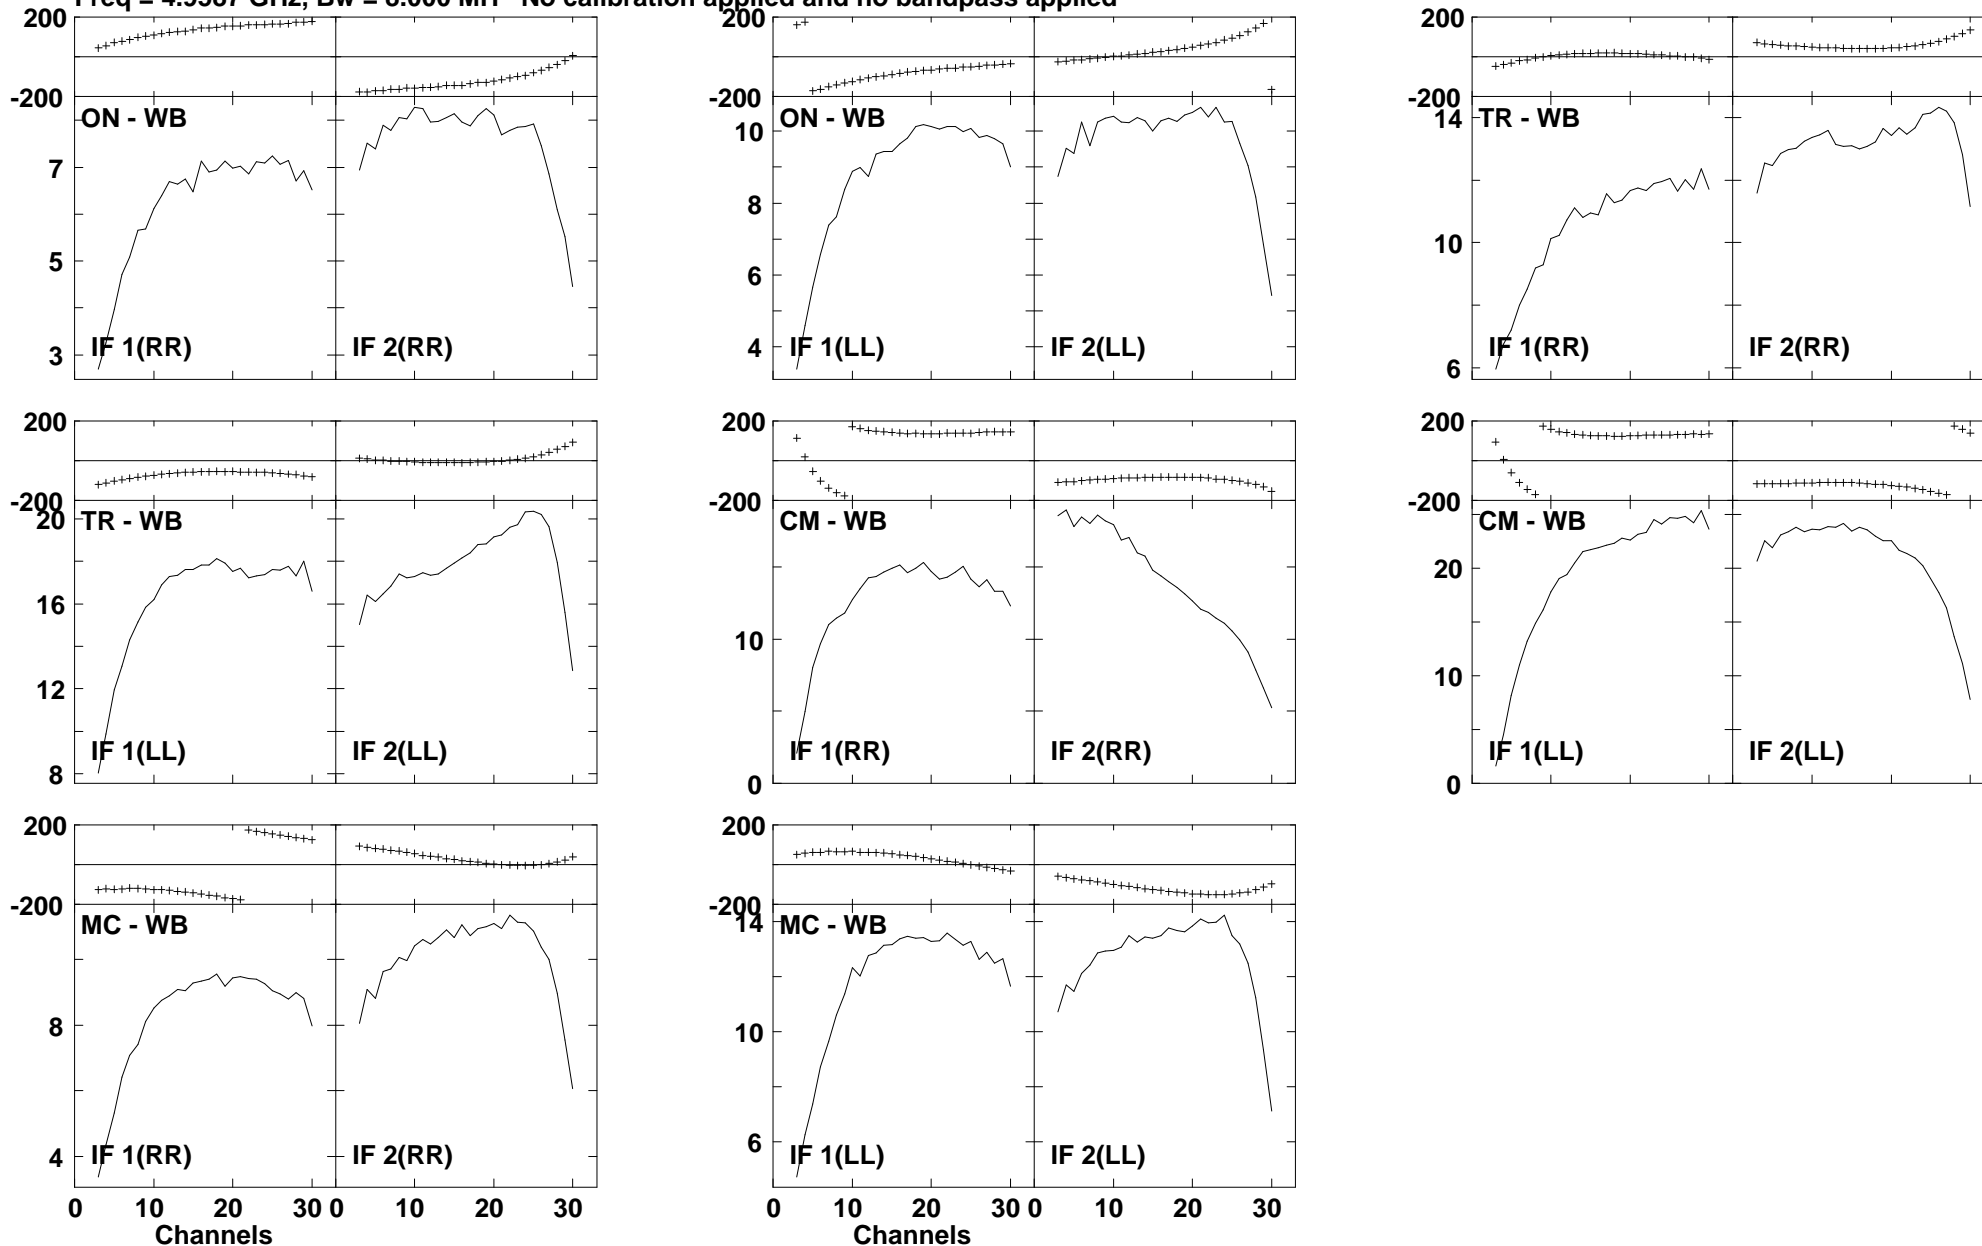 No calibration applied and no bandpass applied
200 200 200
-200 -200 -200
ON - WB ON - WB TR - WB
7 10 14
5 8 10
3 6 6
4
IF 1(RR) IF 2(RR) IF 1(LL) IF 2(LL) IF 1(RR) IF 2(RR)
200 200 200
-200 -200 -200
TR - WB CM - WB CM - WB
20 10 20
16 0 10
12 0
8
IF 1(LL) IF 2(LL) IF 1(RR) IF 2(RR) IF 1(LL) IF 2(LL)
200 200
-200 -200
MC - WB MC - WB
8 14
4 10
6
IF 1(RR) IF 2(RR) IF 1(LL) IF 2(LL)
0 10 20 30 0 10 20 30 0 10 20 30 0 10 20 30
Channels Channels